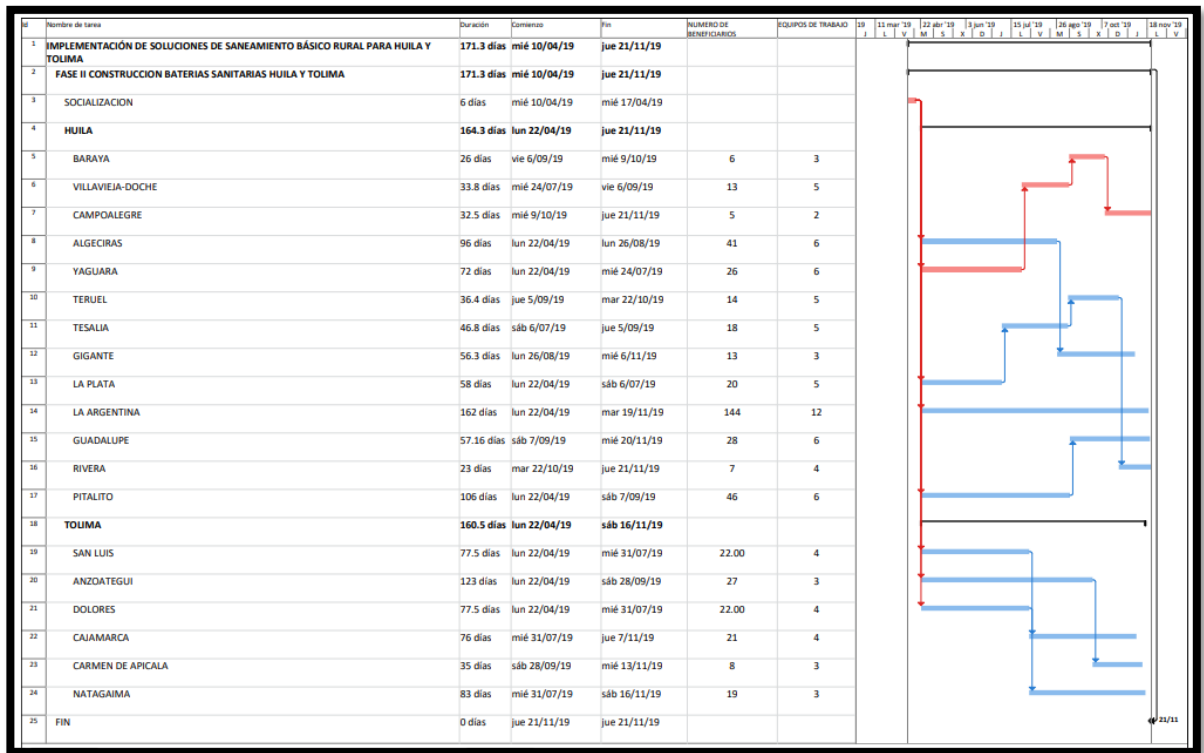 Id Nombre de tarea Duración Comienzo Fin NUMERO DE BENEFICIARIOS EQUIPOS DE TRABAJO 19 11 mar '19 22 abr '19 3 jun '19 15 jul '19 26 ago '19 7 oct '19 18 nov '19
J L V M S X D J L V M S X D J L V
1 IMPLEMENTACIÓN DE SOLUCIONES DE SANEAMIENTO BÁSICO RURAL PARA HUILA Y TOLIMA 171.3 días mié 10/04/19 jue 21/11/19
2 FASE II CONSTRUCCION BATERIAS SANITARIAS HUILA Y TOLIMA 171.3 días mié 10/04/19 jue 21/11/19
3 SOCIALIZACION 6 días mié 10/04/19 mié 17/04/19
4 HUILA 164.3 días lun 22/04/19 jue 21/11/19
5 BARAYA 26 días vie 6/09/19 mié 9/10/19 6 3
6 VILLAVIEJA-DOCHE 33.8 días mié 24/07/19 vie 6/09/19 13 5
7 CAMPOALEGRE 32.5 días mié 9/10/19 jue 21/11/19 5 2
8 ALGECIRAS 96 días lun 22/04/19 lun 26/08/19 41 6
9 YAGUARA 72 días lun 22/04/19 mié 24/07/19 26 6
10 TERUEL 36.4 días jue 5/09/19 mar 22/10/19 14 5
11 TESALIA 46.8 días sáb 6/07/19 jue 5/09/19 18 5
12 GIGANTE 56.3 días lun 26/08/19 mié 6/11/19 13 3
13 LA PLATA 58 días lun 22/04/19 sáb 6/07/19 20 5
14 LA ARGENTINA 162 días lun 22/04/19 mar 19/11/19 144 12
15 GUADALUPE 57.16 días sáb 7/09/19 mié 20/11/19 28 6
16 RIVERA 23 días mar 22/10/19 jue 21/11/19 7 4
17 PITALITO 106 días lun 22/04/19 sáb 7/09/19 46 6
18 TOLIMA 160.5 días lun 22/04/19 sáb 16/11/19
19 SAN LUIS 77.5 días lun 22/04/19 mié 31/07/19 22.00 4
20 ANZOATEGUI 123 días lun 22/04/19 sáb 28/09/19 27 3
21 DOLORES 77.5 días lun 22/04/19 mié 31/07/19 22.00 4
22 CAJAMARCA 76 días mié 31/07/19 jue 7/11/19 21 4
23 CARMEN DE APICALA 35 días sáb 28/09/19 mié 13/11/19 8 3
24 NATAGAIMA 83 días mié 31/07/19 sáb 16/11/19 19 3
25 FIN 0 días jue 21/11/19 jue 21/11/19 21/11